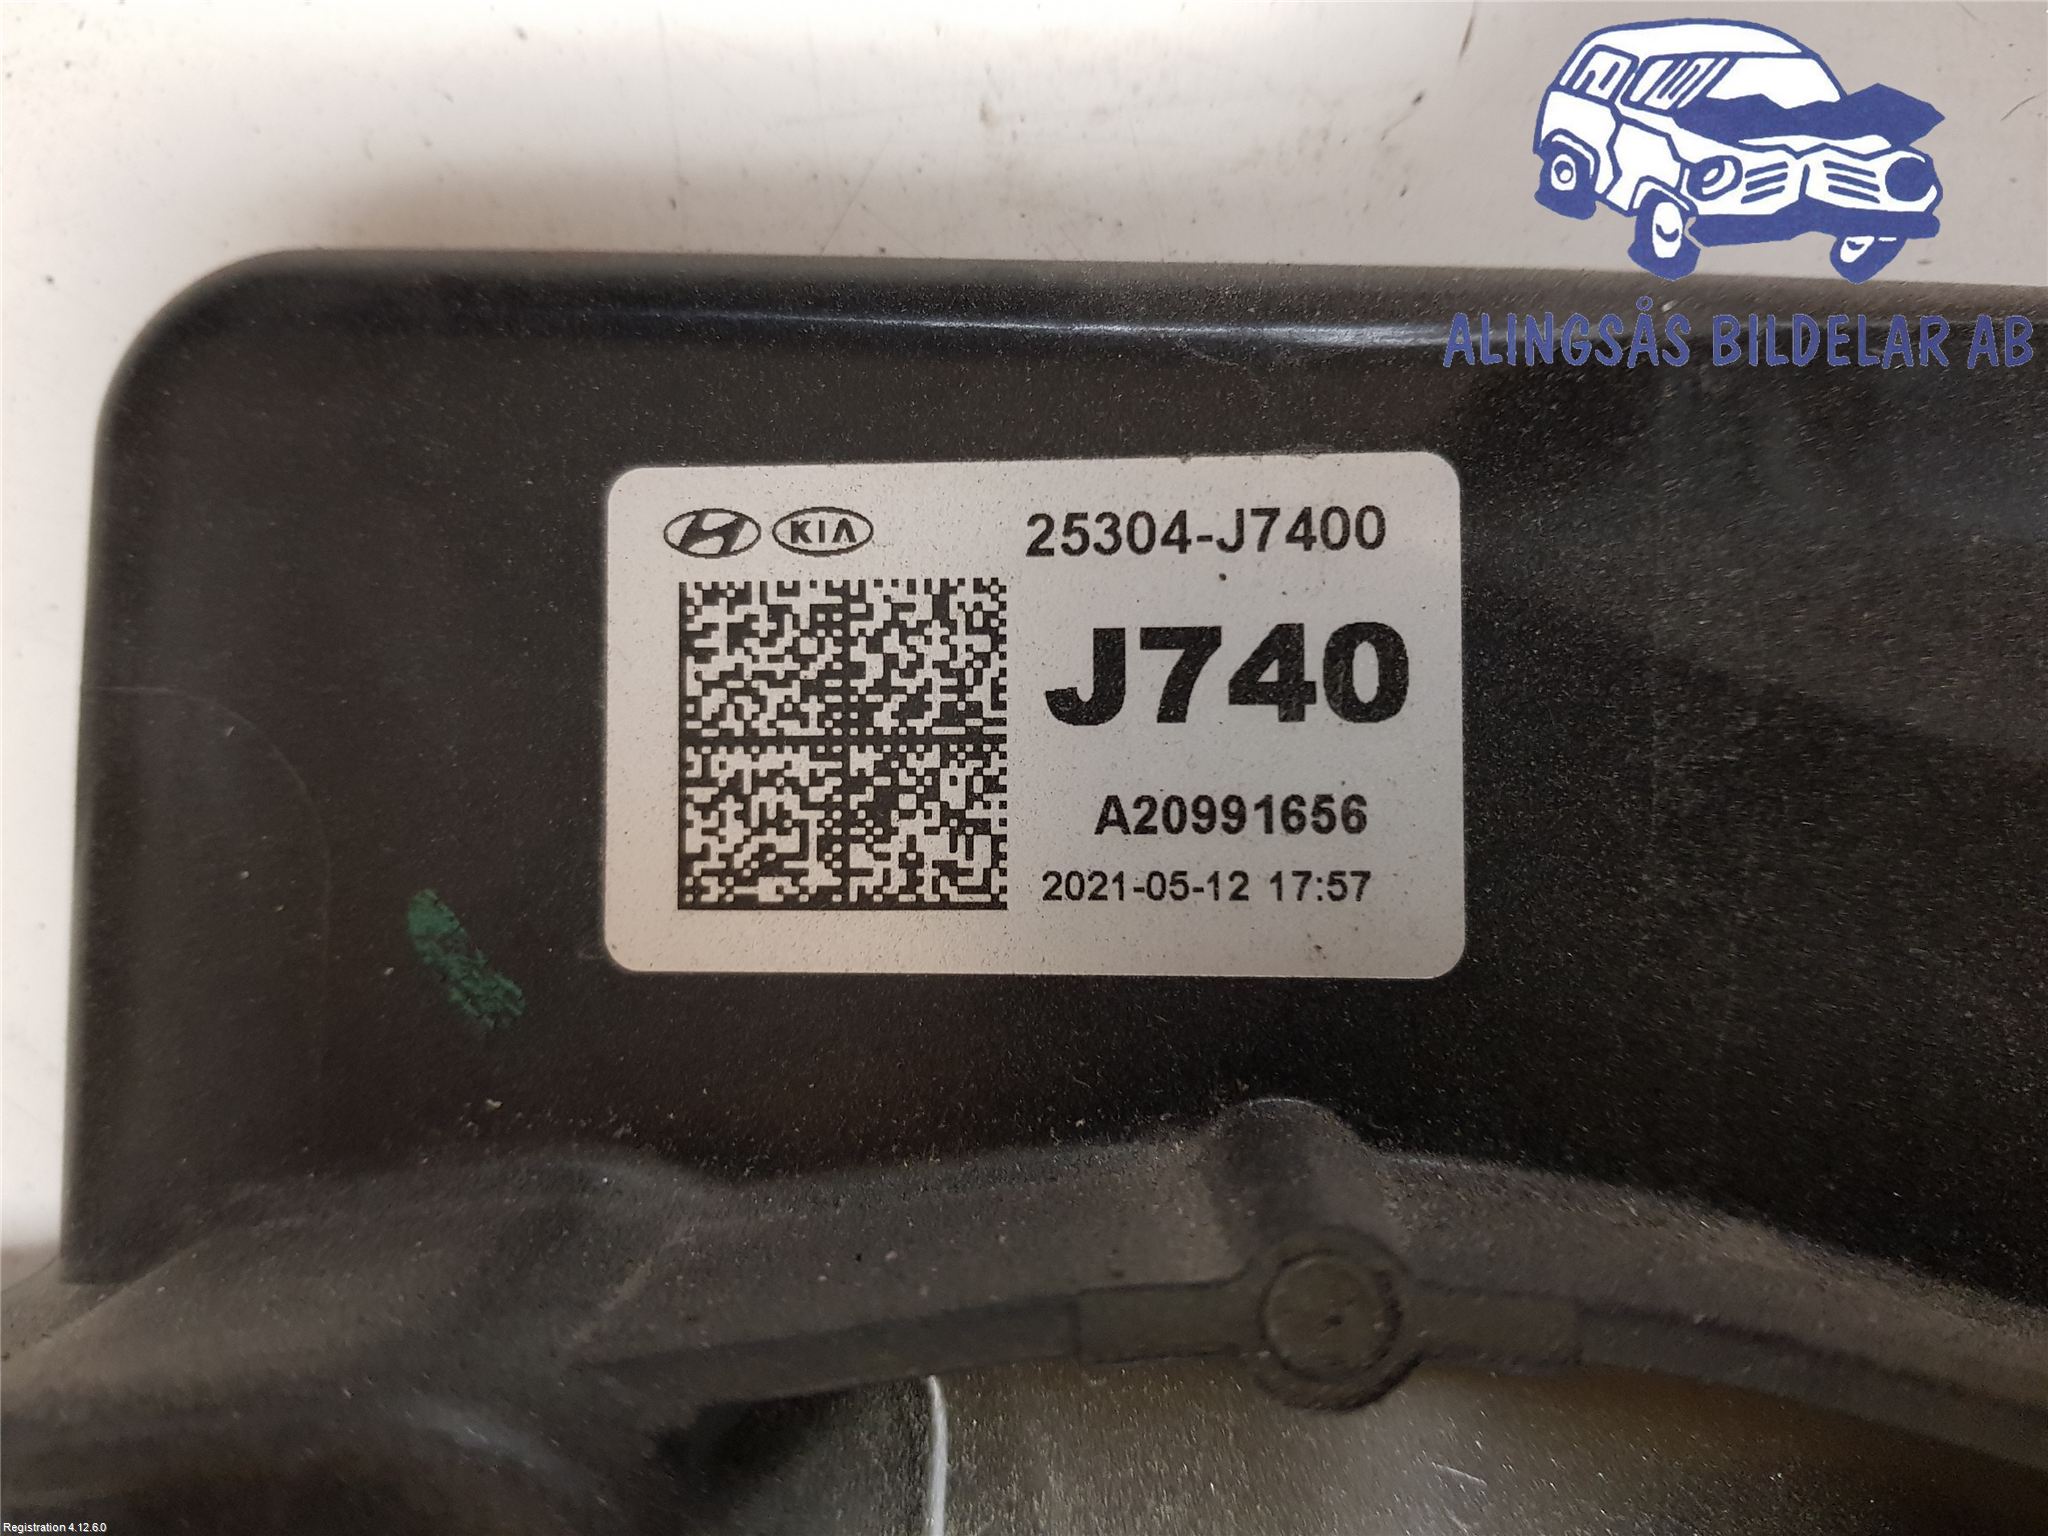 ALINGSÅS BILDELAR AB
KIA 25304-J7400
J740
A20991656
2021-05-12 17:57
Registration 4.12.6.0